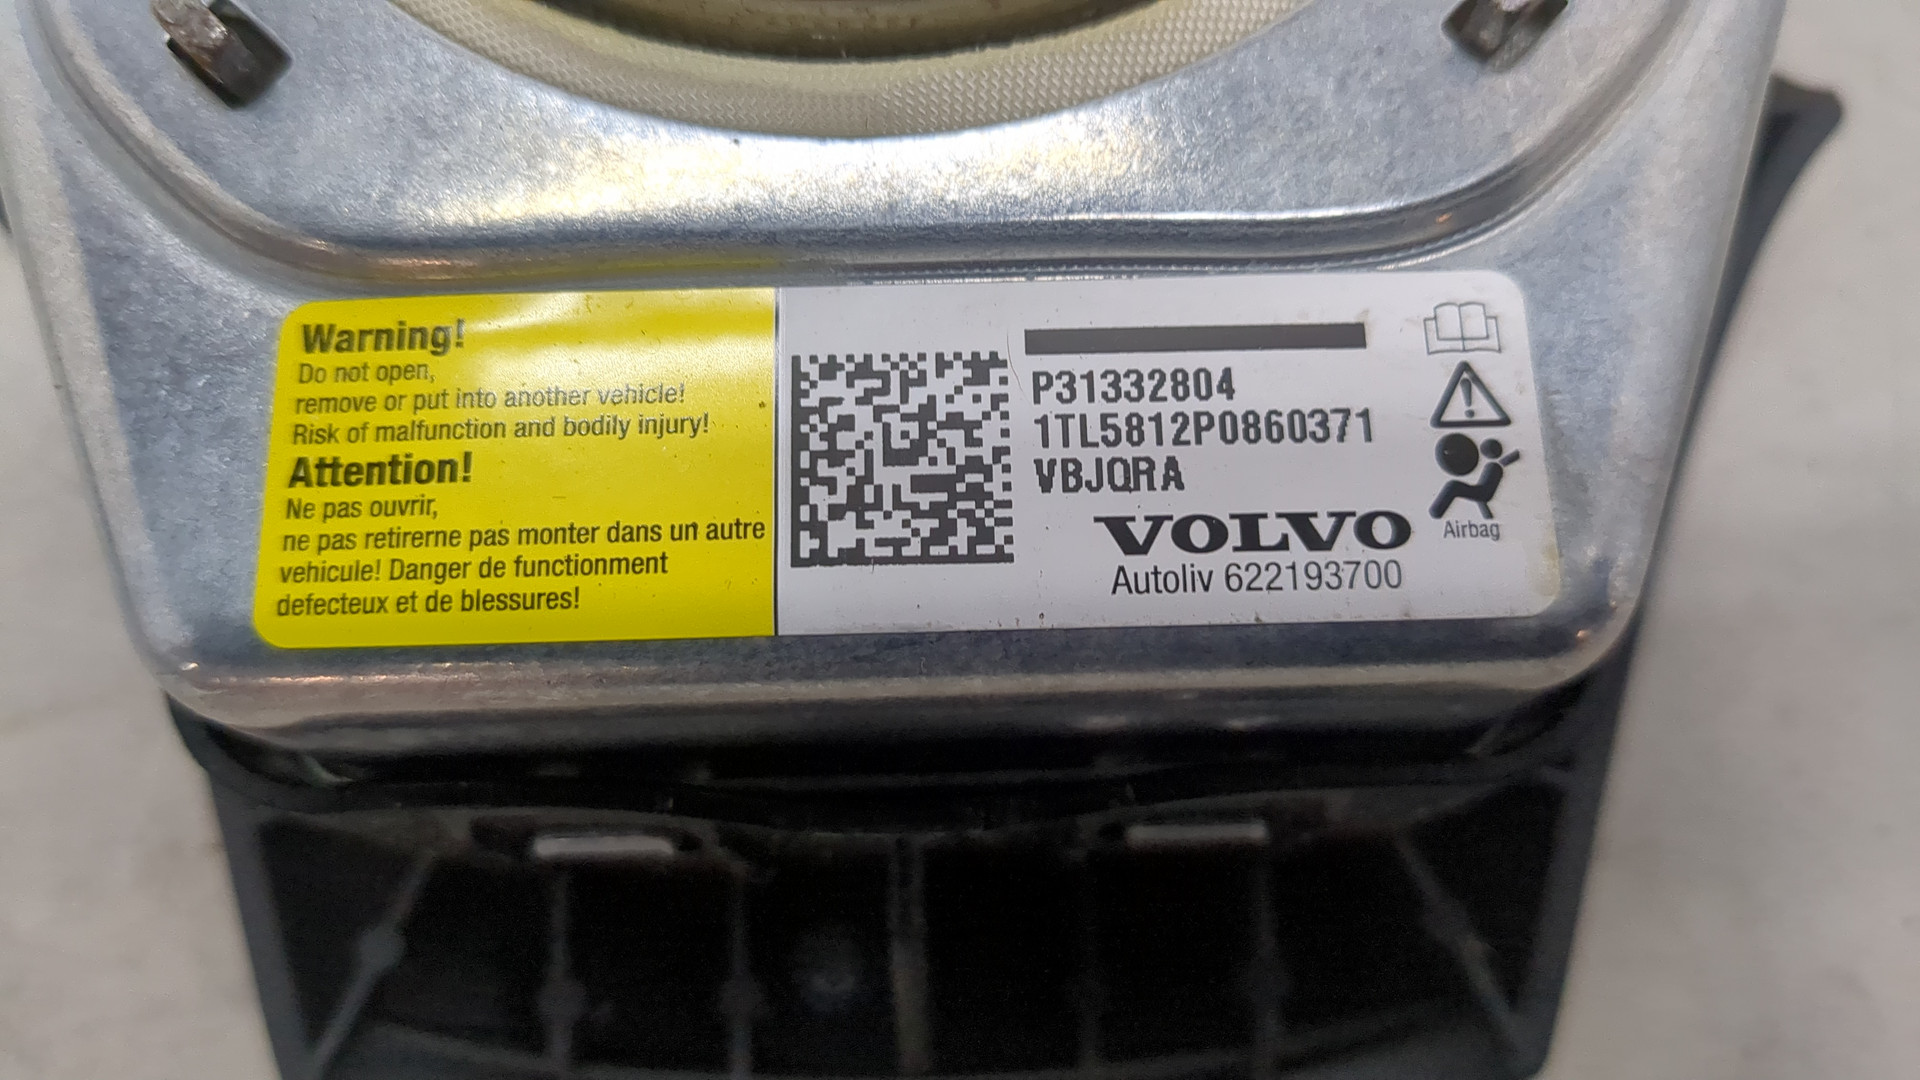 Warning!
Do not open,
remove or put into another vehicle!
Risk of malfunction and bodily injury!
Attention!
Ne pas ouvrir,
ne pas retirerne pas monter dans un autre
vehicule! Danger de functionment
defecteux et de blessures!
P31332804
1TL5812P0860371
VBJQRA
VOLVO
Autoliv 622193700
Airbag